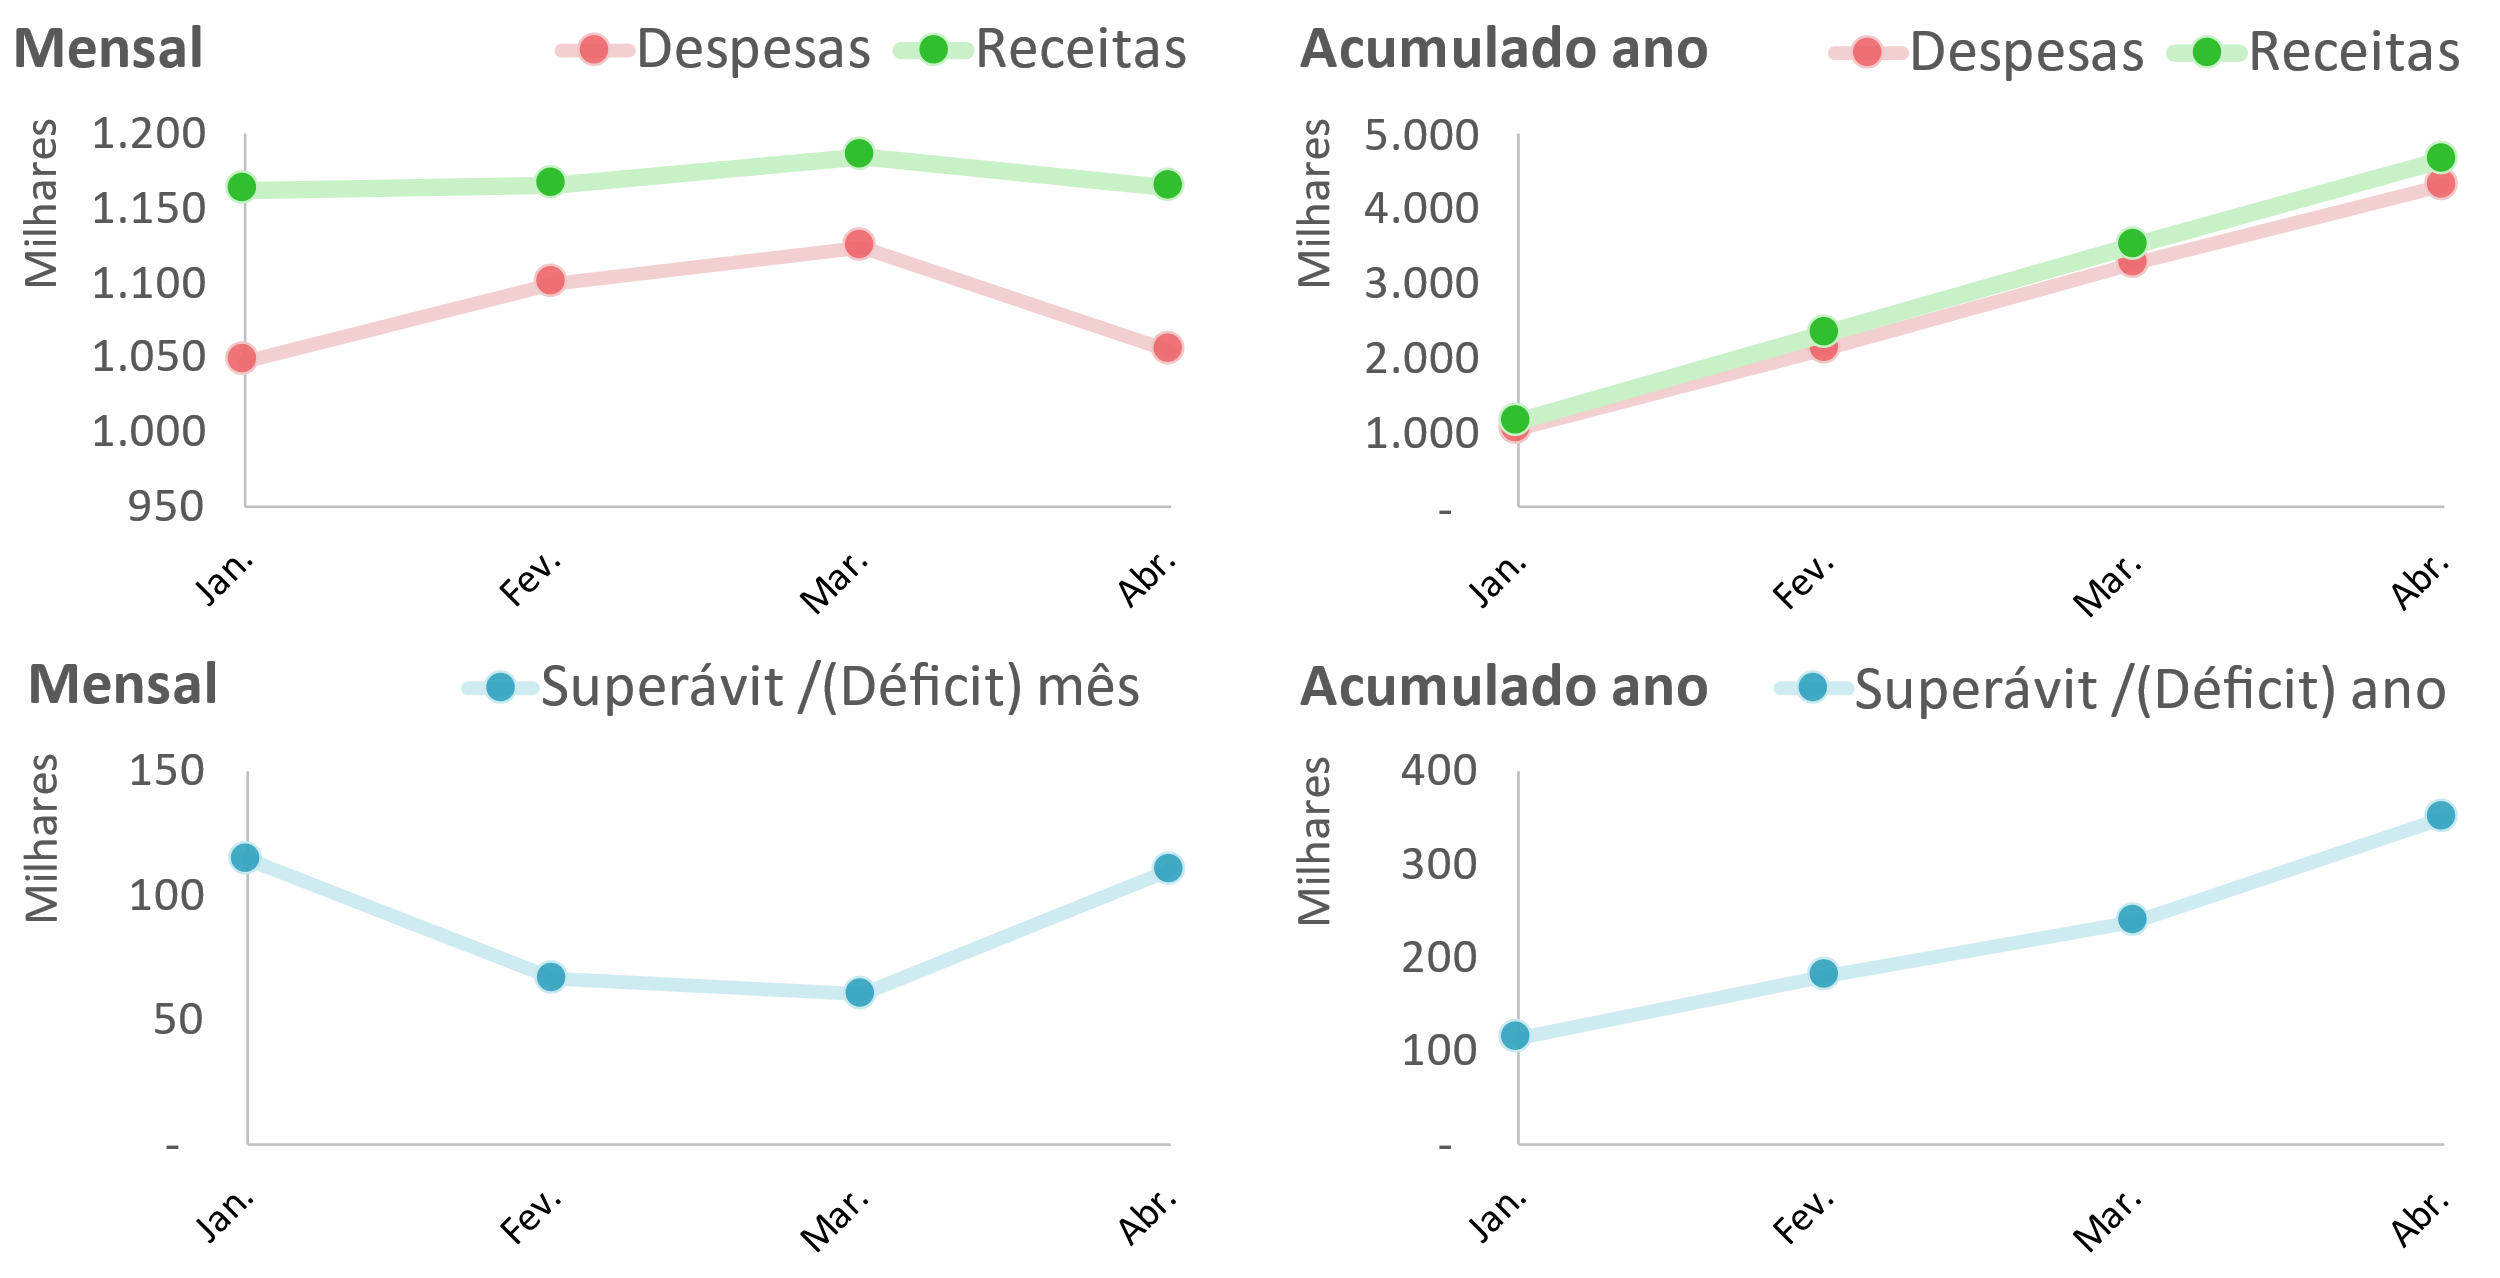 Mensal
Despesas Receitas
Milhares
1.200
1.150
1.100
1.050
1.000
950
Jan. Fev. Mar. Abr.
Acumulado ano
Despesas Receitas
Milhares
5.000
4.000
3.000
2.000
1.000
-
Jan. Fev. Mar. Abr.
Mensal
Superávit /(Déficit) mês
Milhares
150
100
50
-
Jan. Fev. Mar. Abr.
Acumulado ano
Superávit /(Déficit) ano
Milhares
400
300
200
100
-
Jan. Fev. Mar. Abr.